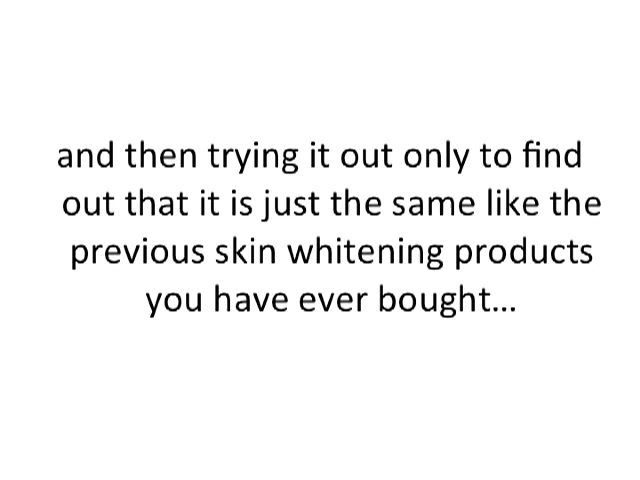 and then trying it out only to find
out that it is just the same like the
previous skin whitening products
you have ever bought...